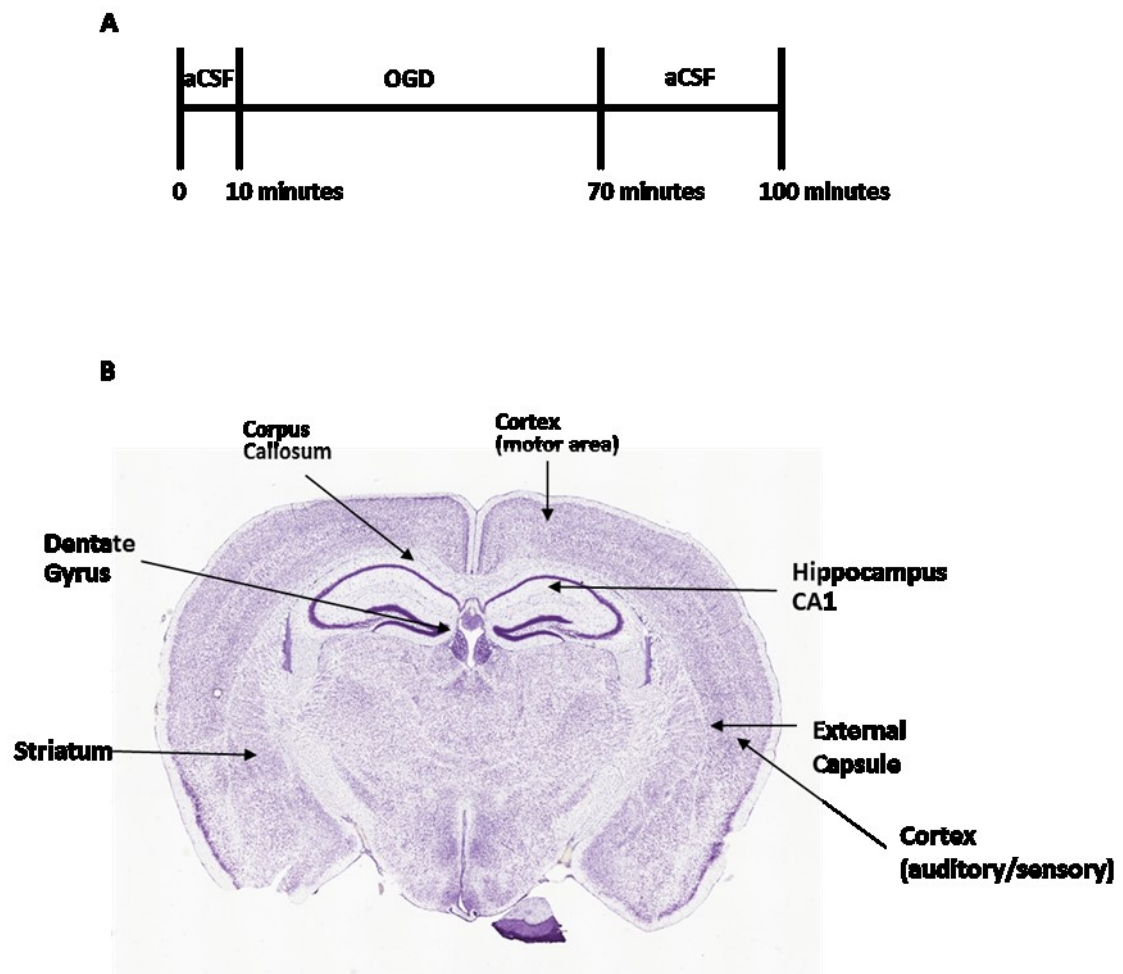 A
aCSF OGD aCSF
0 10 minutes 70 minutes 100 minutes
B
Corpus
Callosum
Cortex
(motor area)
Dentate
Gyrus
Hippocampus
CA1
Striatum
External
Capsule
Cortex
(auditory/sensory)